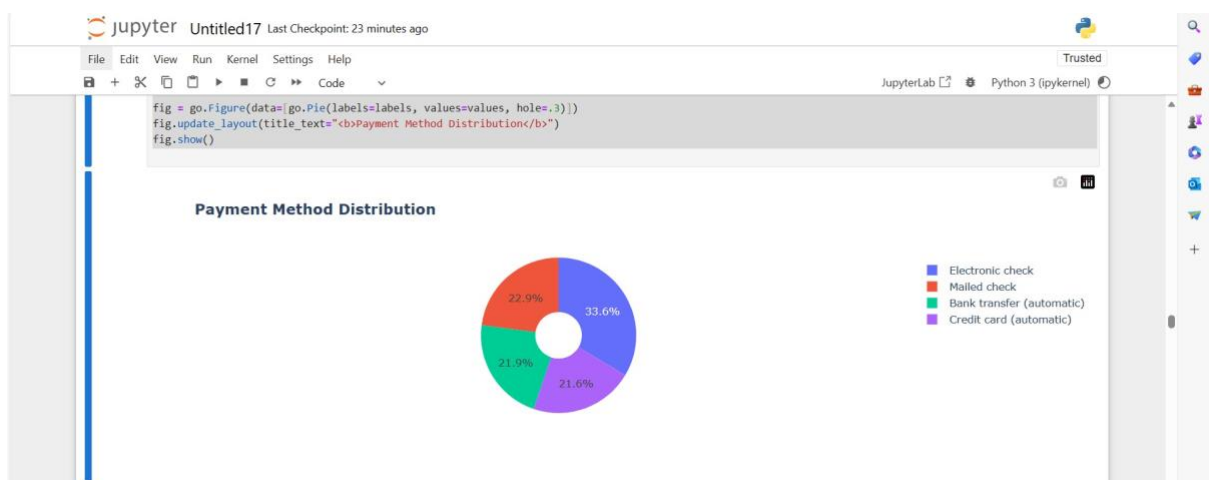 jupyter Untitled17 Last Checkpoint: 23 minutes ago
File Edit View Run Kernel Settings Help
Trusted
Code
JupyterLab Python 3 (ipykernel)
fig = go.Figure(data=[go.Pie(labels=labels, values=values, hole=.3)])
fig.update_layout(title_text="<b>Payment Method Distribution</b>")
fig.show()
Payment Method Distribution
Electronic check
Mailed check
Bank transfer (automatic)
Credit card (automatic)
22.9%
33.6%
21.9%
21.6%